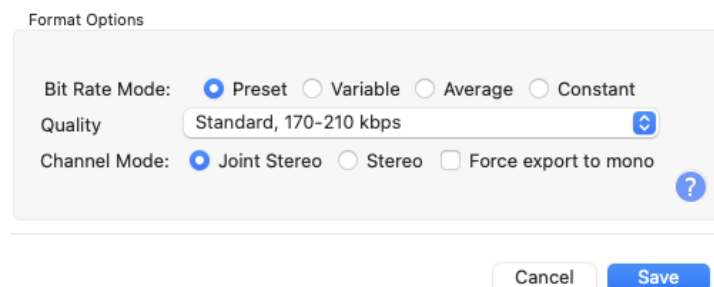 Format Options
Bit Rate Mode: Preset Variable Average Constant
Quality Standard, 170-210 kbps
Channel Mode: Joint Stereo Stereo Force export to mono
?
Cancel Save